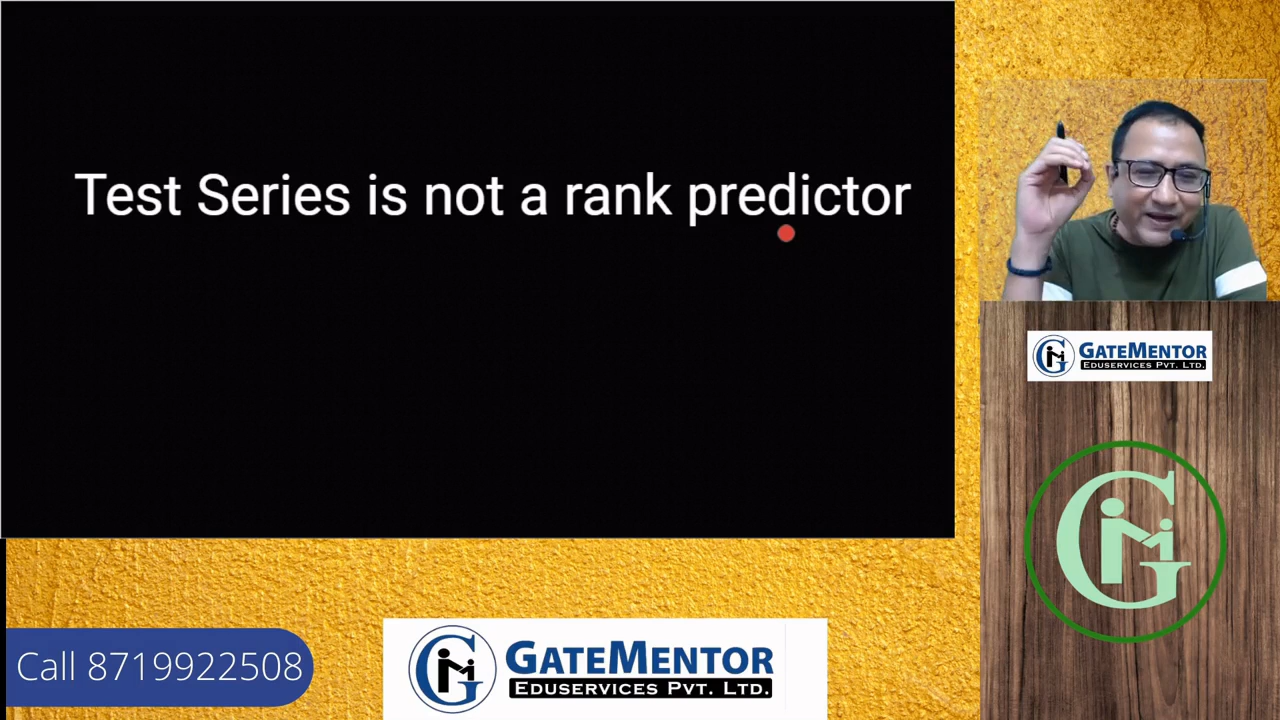 Test Series is not a rank predictor
GATEMENTOR
EDUSERVICES PVT. LTD.
Call 8719922508
GATEMENTOR
EDUSERVICES PVT. LTD.